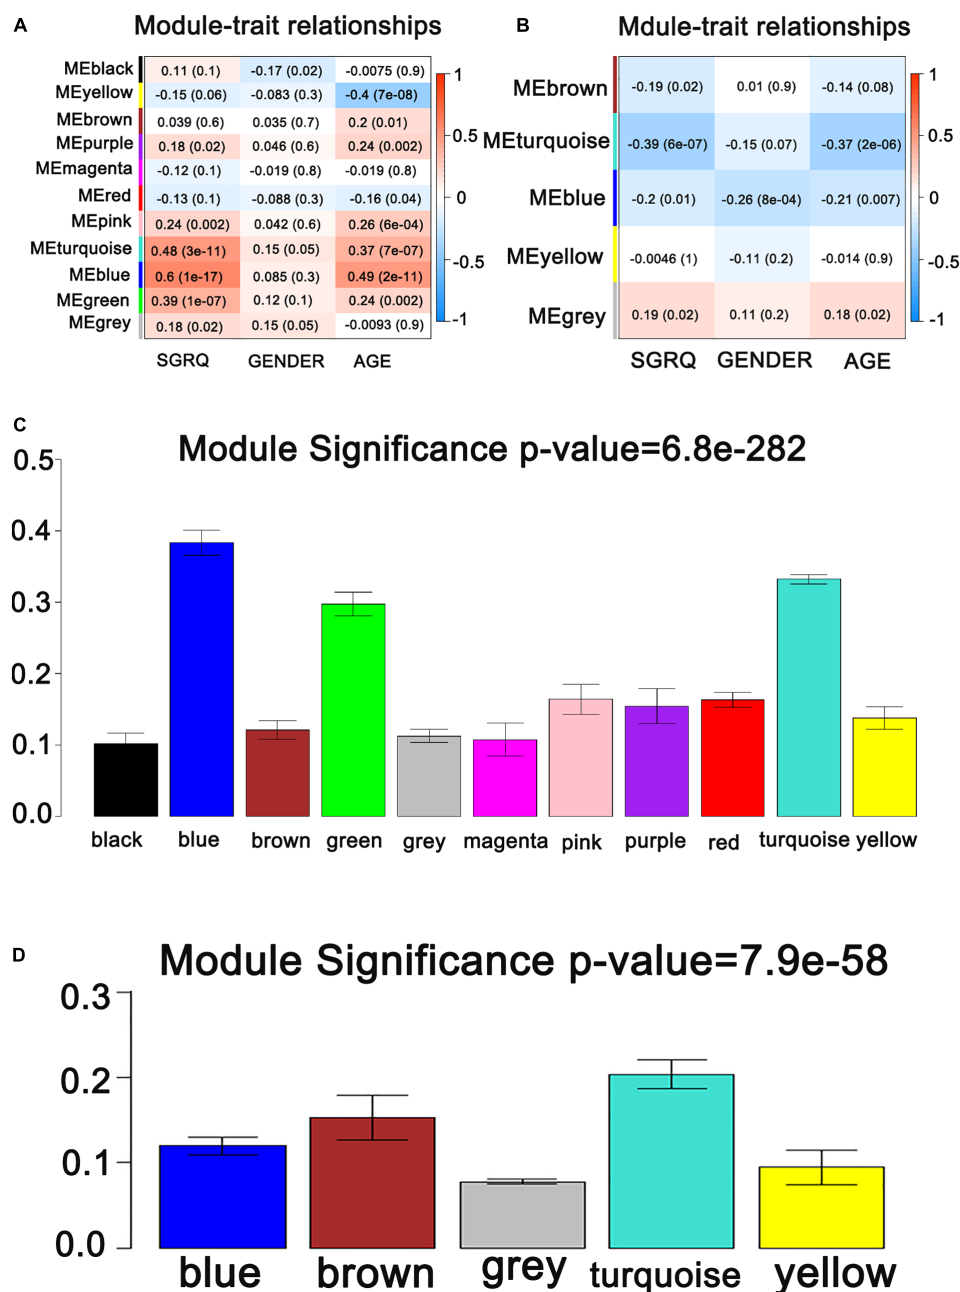 A
Module-trait relationships
MEblack 0.11 (0.1) -0.17 (0.02) -0.0075 (0.9)
MEyellow -0.15 (0.06) -0.083 (0.3) -0.4 (7e-08)
MEbrown 0.039 (0.6) 0.035 (0.7) 0.2 (0.01)
MEpurple 0.18 (0.02) 0.046 (0.6) 0.24 (0.002)
MEmagenta -0.12 (0.1) -0.019 (0.8) -0.019 (0.8)
MEred -0.13 (0.1) -0.088 (0.3) -0.16 (0.04)
MEpink 0.24 (0.002) 0.042 (0.6) 0.26 (6e-04)
MEturquoise 0.48 (3e-11) 0.15 (0.05) 0.37 (7e-07)
MEblue 0.6 (1e-17) 0.085 (0.3) 0.49 (2e-11)
MEgreen 0.39 (1e-07) 0.12 (0.1) 0.24 (0.002)
MEgrey 0.18 (0.02) 0.15 (0.05) -0.0093 (0.9)
SGRQ GENDER AGE
1
0.5
0
-0.5
-1
B
Mdule-trait relationships
MEbrown -0.19 (0.02) 0.01 (0.9) -0.14 (0.08)
MEturquoise -0.39 (6e-07) -0.15 (0.07) -0.37 (2e-06)
MEblue -0.2 (0.01) -0.26 (8e-04) -0.21 (0.007)
MEyellow -0.0046 (1) -0.11 (0.2) -0.014 (0.9)
MEgrey 0.19 (0.02) 0.11 (0.2) 0.18 (0.02)
SGRQ GENDER AGE
1
0.5
0
-0.5
-1
C
Module Significance p-value=6.8e-282
0.5
0.4
0.3
0.2
0.1
0.0
black blue brown green grey magenta pink purple red turquoise yellow
D
Module Significance p-value=7.9e-58
0.3
0.2
0.1
0.0
blue brown grey turquoise yellow